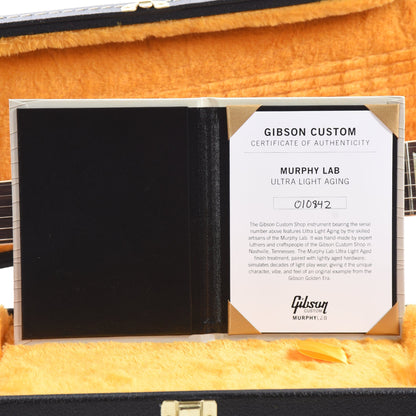 GIBSON CUSTOM
CERTIFICATE OF AUTHENTICITY
MURPHY LAB
ULTRA LIGHT AGING
010942
The Gibson Custom Shop instrument bearing the serial
number above features Ultra Light Aging by the skilled
artisans of the Murphy Lab. It was hand-made by expert
luthiers and craftspeople of the Gibson Custom Shop in
Nashville, Tennessee. The Murphy Lab Ultra Light Aged
finish treatment, paired with lightly aged hardware,
simulates decades of light play wear, giving it the unique
character, vibe, and feel of an original example from the
Gibson Golden Era.
Gibson
CUSTOM
MURPHYLAB